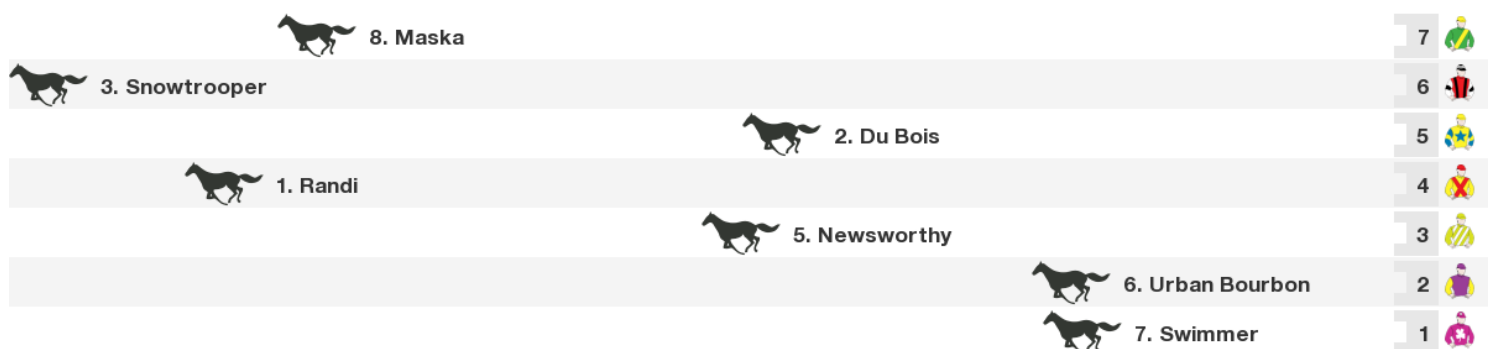 8. Maska 7
3. Snowtrooper 6
2. Du Bois 5
1. Randi 4
5. Newsworthy 3
6. Urban Bourbon 2
7. Swimmer 1